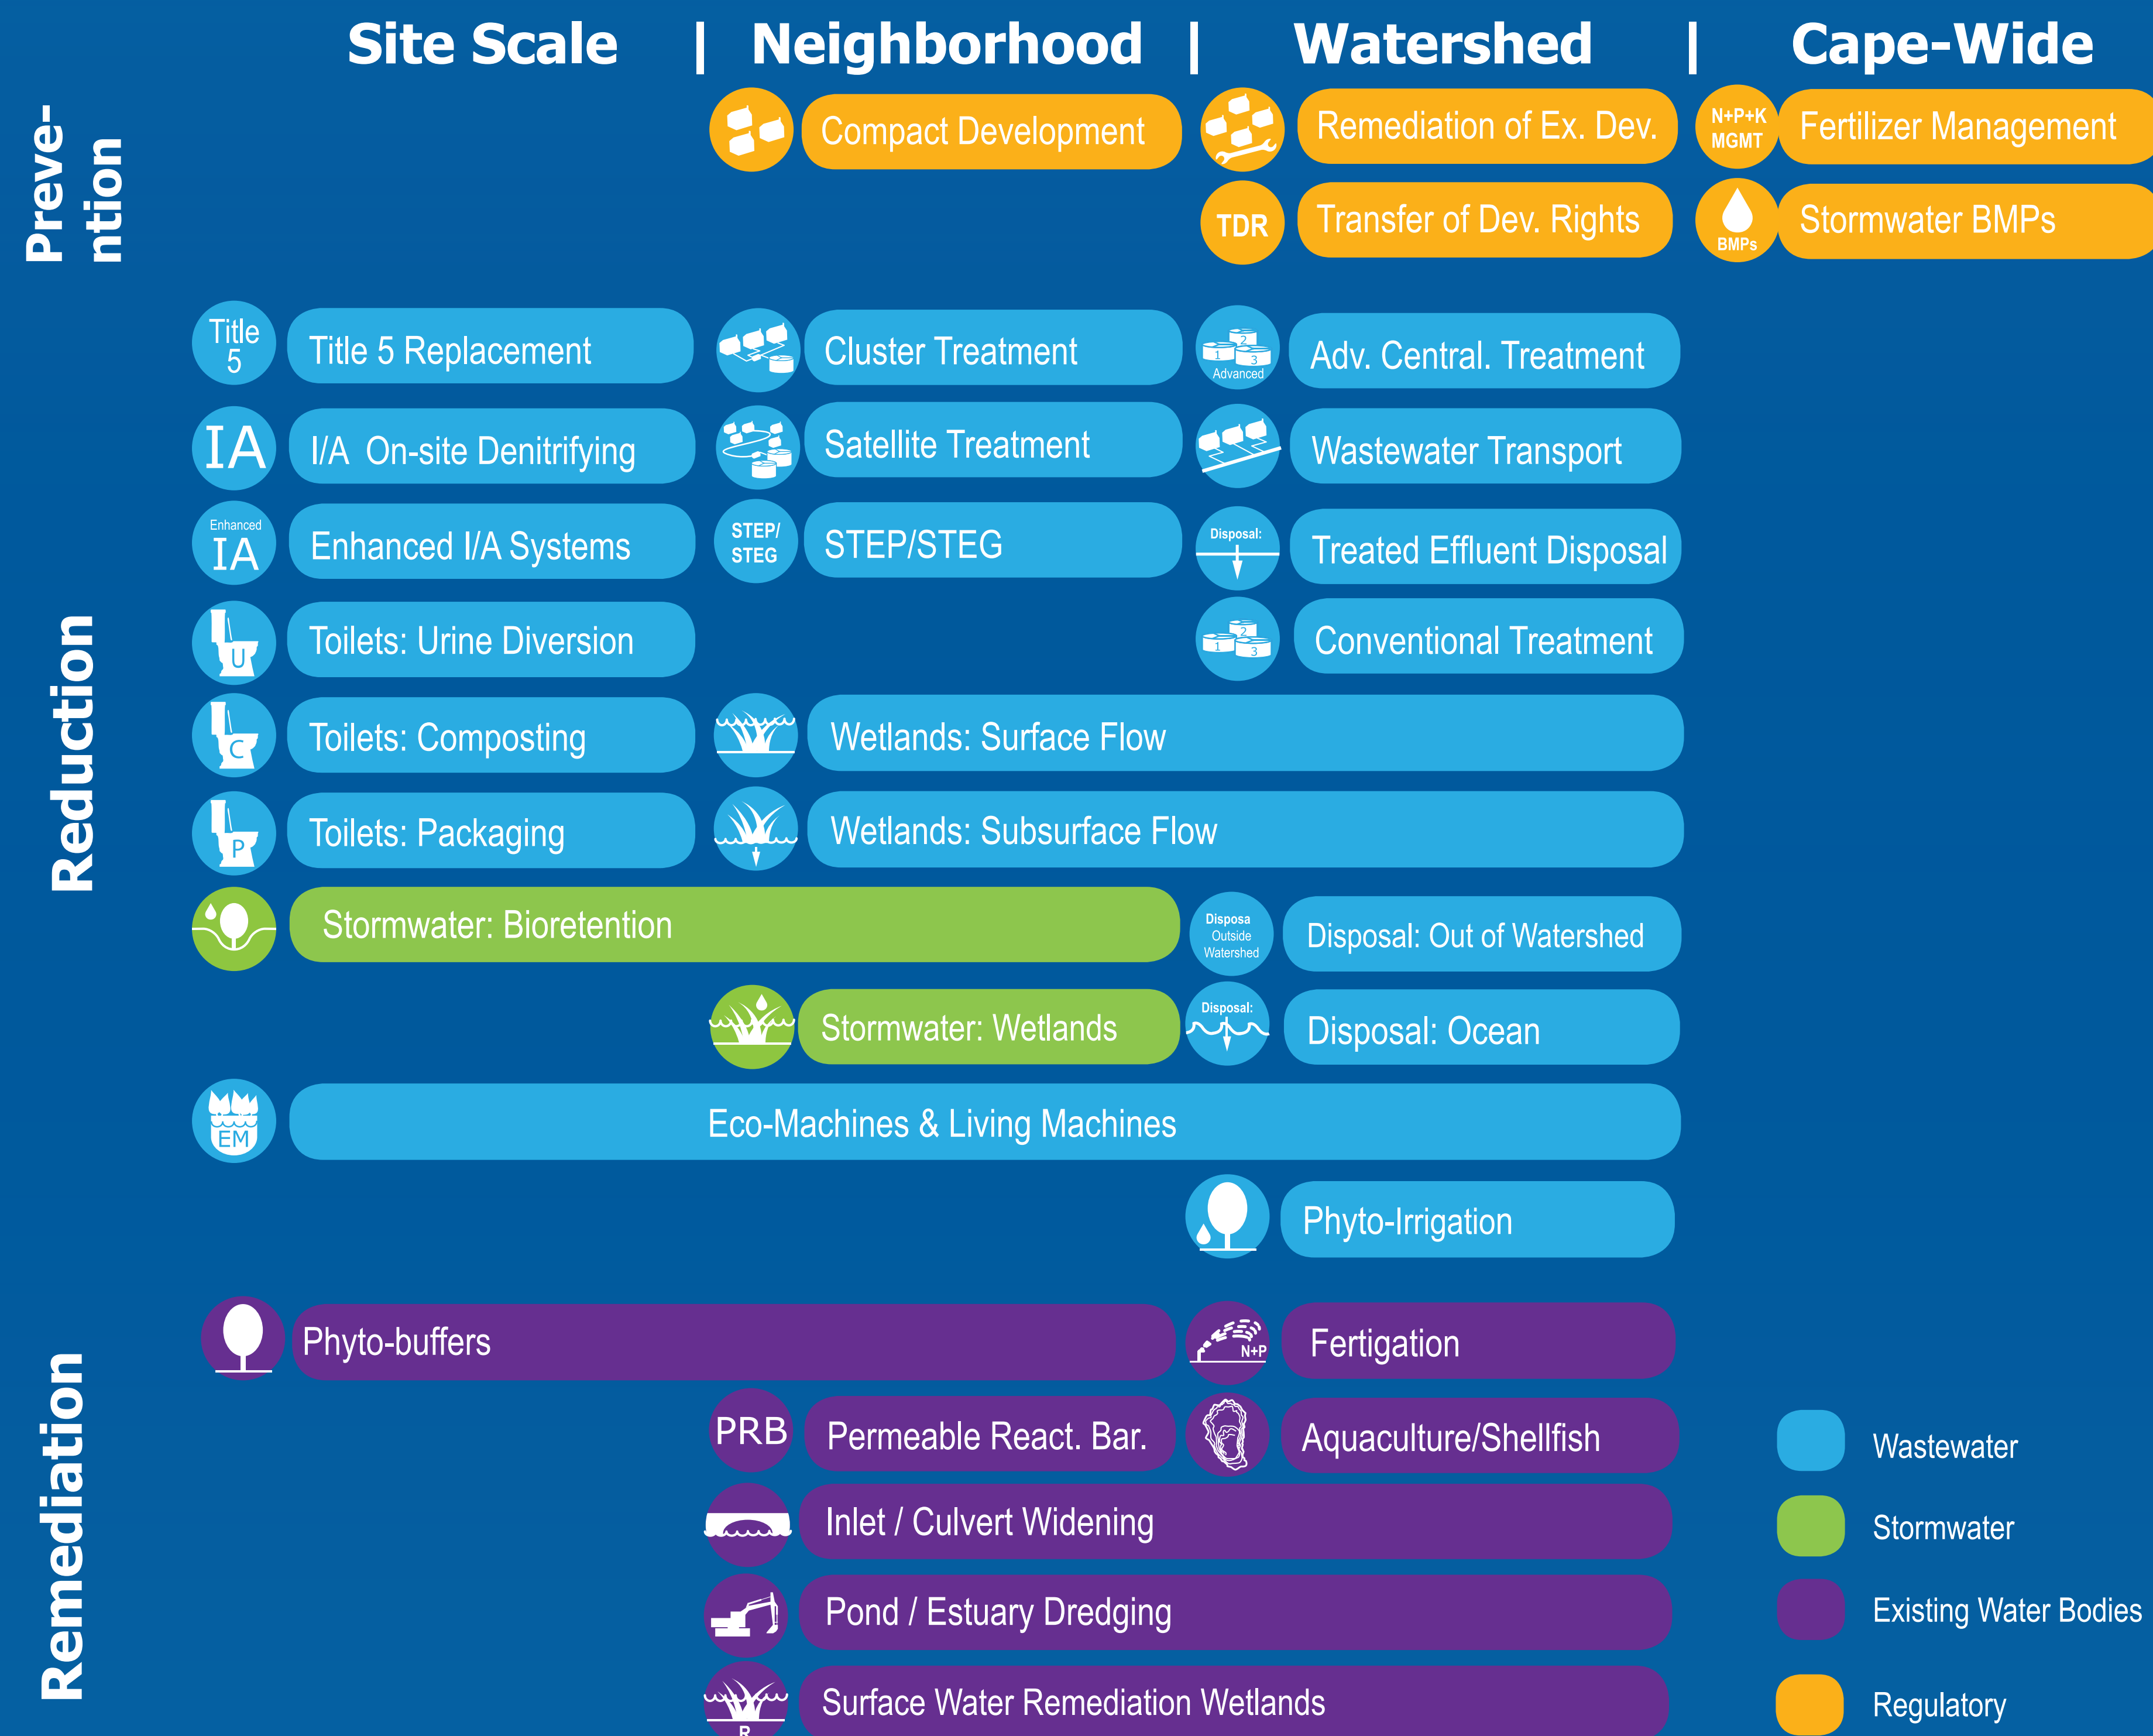 Site Scale | Neighborhood | Watershed | Cape-Wide
Preve-
ntion
Compact Development
Remediation of Ex. Dev.
N+P+K
MGMT
Fertilizer Management
TDR
Transfer of Dev. Rights
BMPs
Stormwater BMPs
Reduction
Title
5
Title 5 Replacement
Cluster Treatment
1 2 3
Advanced
Adv. Central. Treatment
IA
I/A On-site Denitrifying
Satellite Treatment
Wastewater Transport
Enhanced
IA
Enhanced I/A Systems
STEP/
STEG
STEP/STEG
Disposal:
Treated Effluent Disposal
U
Toilets: Urine Diversion
1 2 3
Conventional Treatment
C
Toilets: Composting
Wetlands: Surface Flow
P
Toilets: Packaging
Wetlands: Subsurface Flow
Stormwater: Bioretention
Disposa
Outside
Watershed
Disposal: Out of Watershed
Stormwater: Wetlands
Disposal:
Disposal: Ocean
EM
Eco-Machines & Living Machines
Phyto-Irrigation
Remediation
Phyto-buffers
N+P
Fertigation
PRB
Permeable React. Bar.
Aquaculture/Shellfish
Inlet / Culvert Widening
Pond / Estuary Dredging
R
Surface Water Remediation Wetlands
Wastewater
Stormwater
Existing Water Bodies
Regulatory